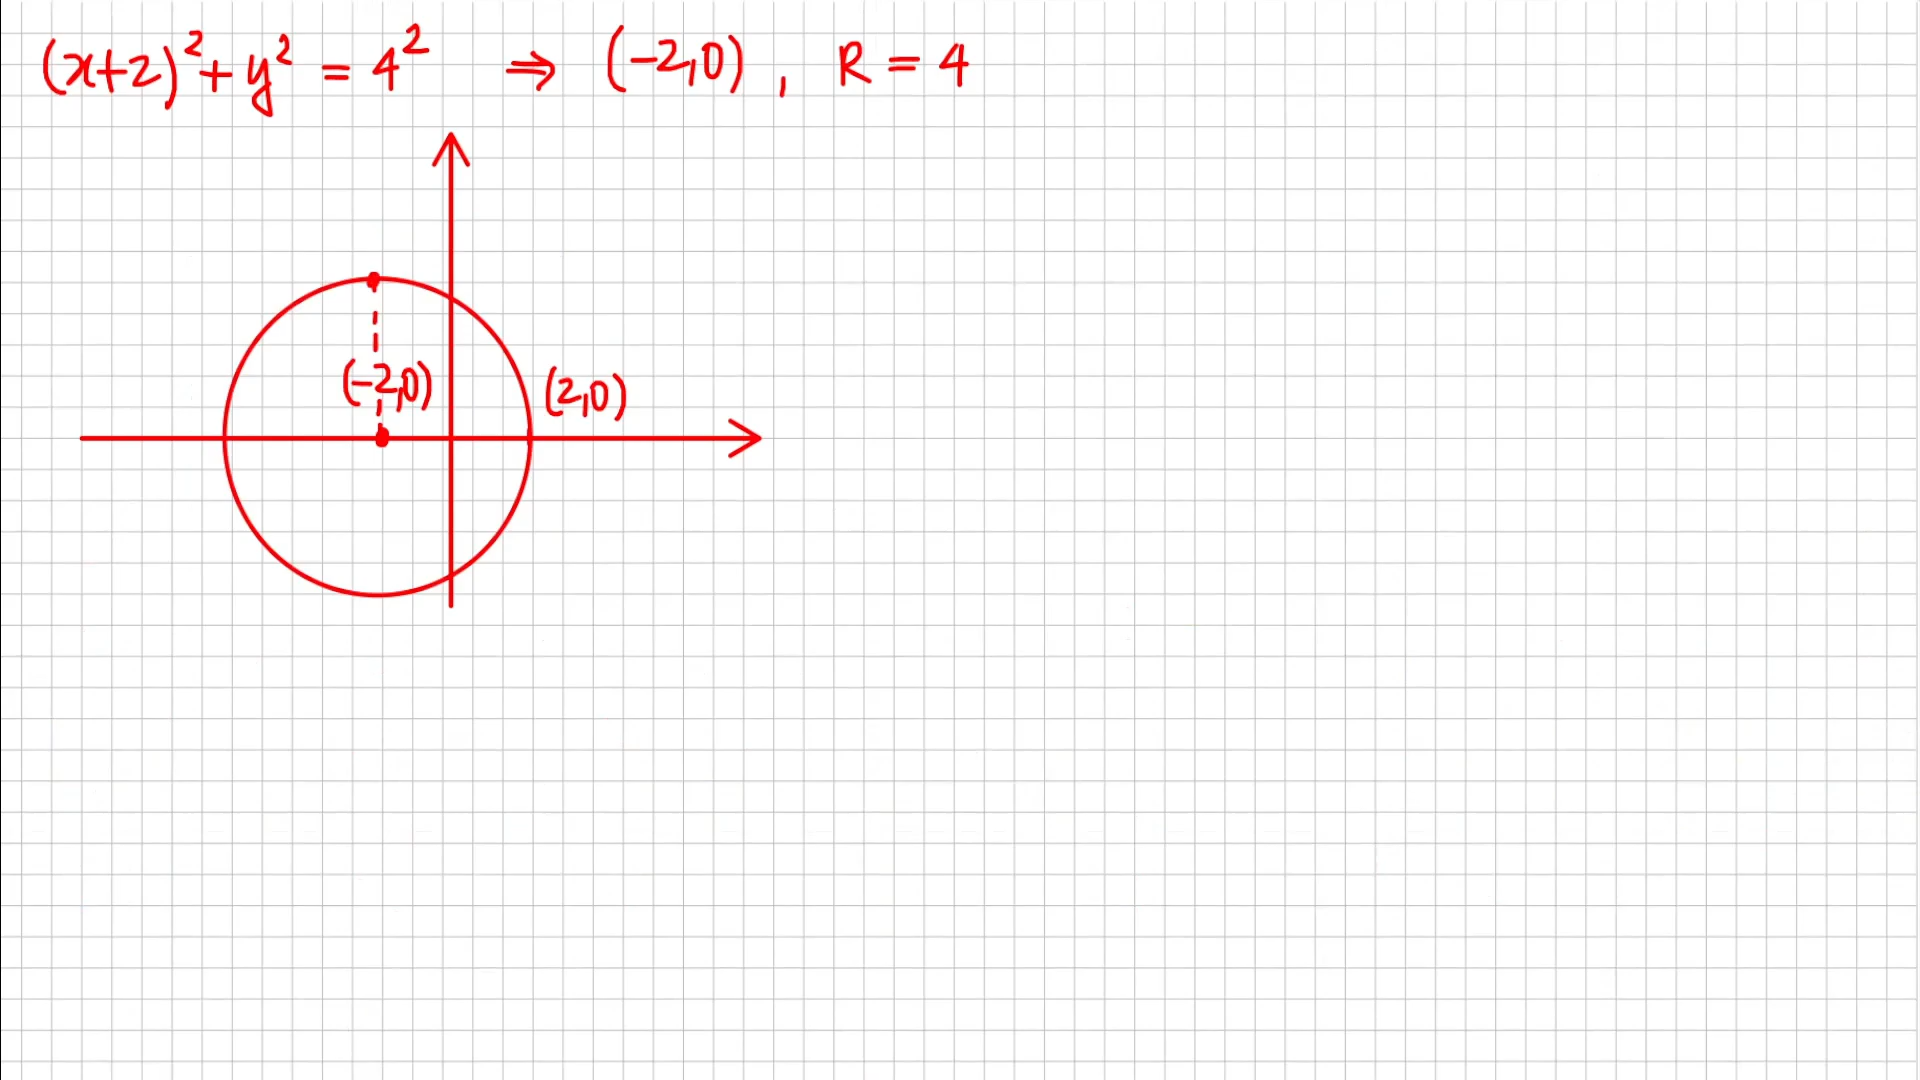 (x+2)² + y² = 4² ⇒ (-2,0), R = 4
(-2,0) (2,0)